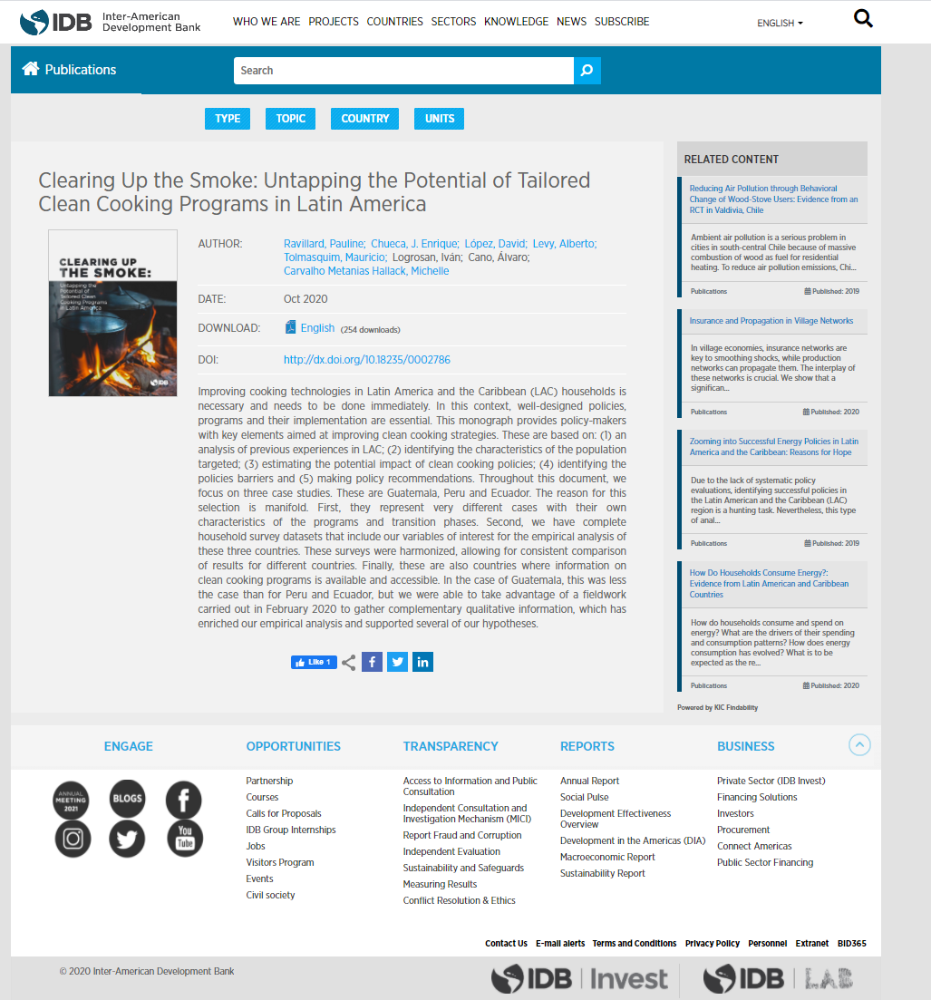 IDB Inter-American
Development Bank
WHO WE ARE PROJECTS COUNTRIES SECTORS KNOWLEDGE NEWS SUBSCRIBE
ENGLISH
Publications
Search
TYPE TOPIC COUNTRY UNITS
Clearing Up the Smoke: Untapping the Potential of Tailored
Clean Cooking Programs in Latin America
CLEARING UP
THE SMOKE:
Untapping the
Potential of
Tailored Clean
Cooking Programs
in Latin America
IDB
AUTHOR: Ravillard, Pauline; Chueca, J. Enrique; López, David; Levy, Alberto;
Tolmasquim, Mauricio; Logrosan, Iván; Cano, Álvaro;
Carvalho Metanias Hallack, Michelle
DATE: Oct 2020
DOWNLOAD: English (254 downloads)
DOI: http://dx.doi.org/10.18235/0002786
Improving cooking technologies in Latin America and the Caribbean (LAC) households is
necessary and needs to be done immediately. In this context, well-designed policies,
programs and their implementation are essential. This monograph provides policy-makers
with key elements aimed at improving clean cooking strategies. These are based on: (1) an
analysis of previous experiences in LAC; (2) identifying the characteristics of the population
targeted; (3) estimating the potential impact of clean cooking policies; (4) identifying the
policies barriers and (5) making policy recommendations. Throughout this document, we
focus on three case studies. These are Guatemala, Peru and Ecuador. The reason for this
selection is manifold. First, they represent very different cases with their own
characteristics of the programs and transition phases. Second, we have complete
household survey datasets that include our variables of interest for the empirical analysis of
these three countries. These surveys were harmonized, allowing for consistent comparison
of results for different countries. Finally, these are also countries where information on
clean cooking programs is available and accessible. In the case of Guatemala, this was less
the case than for Peru and Ecuador, but we were able to take advantage of a fieldwork
carried out in February 2020 to gather complementary qualitative information, which has
enriched our empirical analysis and supported several of our hypotheses.
Like 1
RELATED CONTENT
Reducing Air Pollution through Behavioral
Change of Wood-Stove Users: Evidence from an
RCT in Valdivia, Chile
Ambient air pollution is a serious problem in
cities in south-central Chile because of massive
combustion of wood as fuel for residential
heating. To reduce air pollution emissions, Chi...
Publications Published: 2019
Insurance and Propagation in Village Networks
In village economies, insurance networks are
key to smoothing shocks, while production
networks can propagate them. The interplay of
these networks is crucial. We show that a
significan...
Publications Published: 2020
Zooming into Successful Energy Policies in Latin
America and the Caribbean: Reasons for Hope
Due to the lack of systematic policy
evaluations, identifying successful policies in
the Latin American and the Caribbean (LAC)
region is a hunting task. Nevertheless, this type
of anal...
Publications Published: 2019
How Do Households Consume Energy?:
Evidence from Latin American and Caribbean
Countries
How do households consume and spend on
energy? What are the drivers of their spending
and consumption patterns? How does energy
consumption has evolved? What is to be
expected as the re...
Publications Published: 2020
Powered by KIC Findability
ENGAGE
ANNUAL
MEETING
2021
BLOGS
You
Tube
OPPORTUNITIES
Partnership
Courses
Calls for Proposals
IDB Group Internships
Jobs
Visitors Program
Events
Civil society
TRANSPARENCY
Access to Information and Public
Consultation
Independent Consultation and
Investigation Mechanism (MICI)
Report Fraud and Corruption
Independent Evaluation
Sustainability and Safeguards
Measuring Results
Conflict Resolution & Ethics
REPORTS
Annual Report
Social Pulse
Development Effectiveness
Overview
Development in the Americas (DIA)
Macroeconomic Report
Sustainability Report
BUSINESS
Private Sector (IDB Invest)
Financing Solutions
Investors
Procurement
Connect Americas
Public Sector Financing
Contact Us E-mail alerts Terms and Conditions Privacy Policy Personnel Extranet BID365
© 2020 Inter-American Development Bank
IDB Invest
IDB LAB